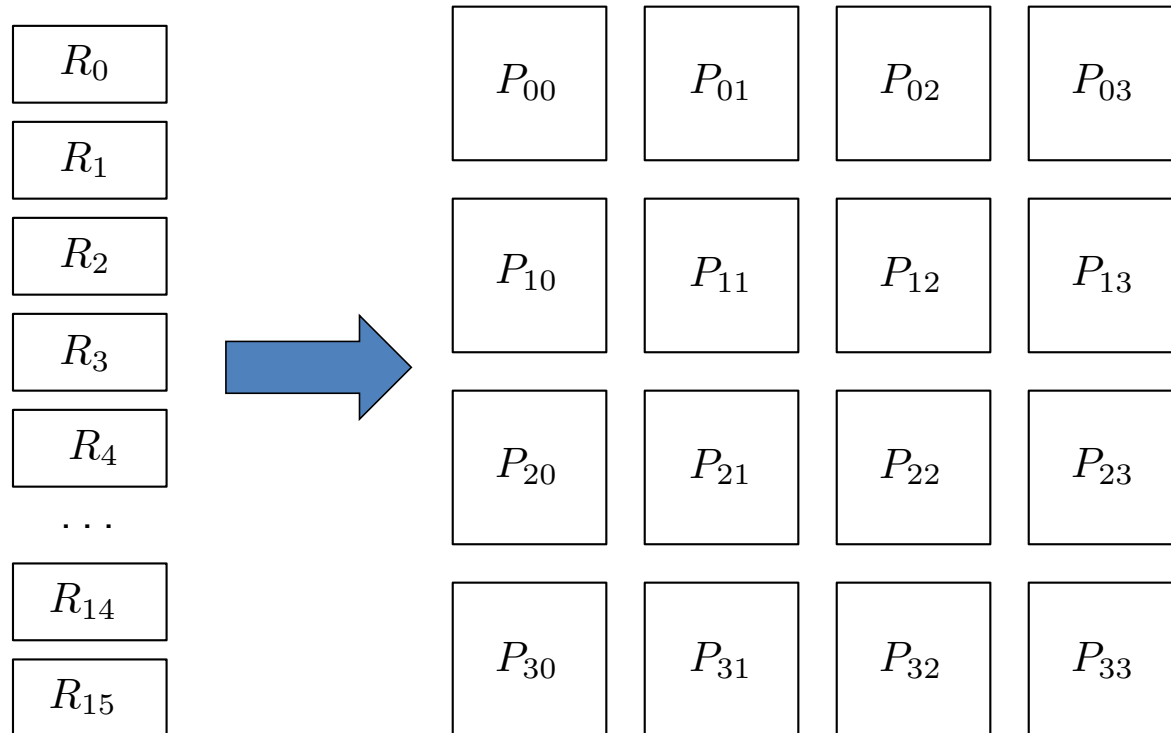 R₀
R₁
R₂
R₃
R₄
...
R₁₄
R₁₅
P₀₀ P₀₁ P₀₂ P₀₃
P₁₀ P₁₁ P₁₂ P₁₃
P₂₀ P₂₁ P₂₂ P₂₃
P₃₀ P₃₁ P₃₂ P₃₃